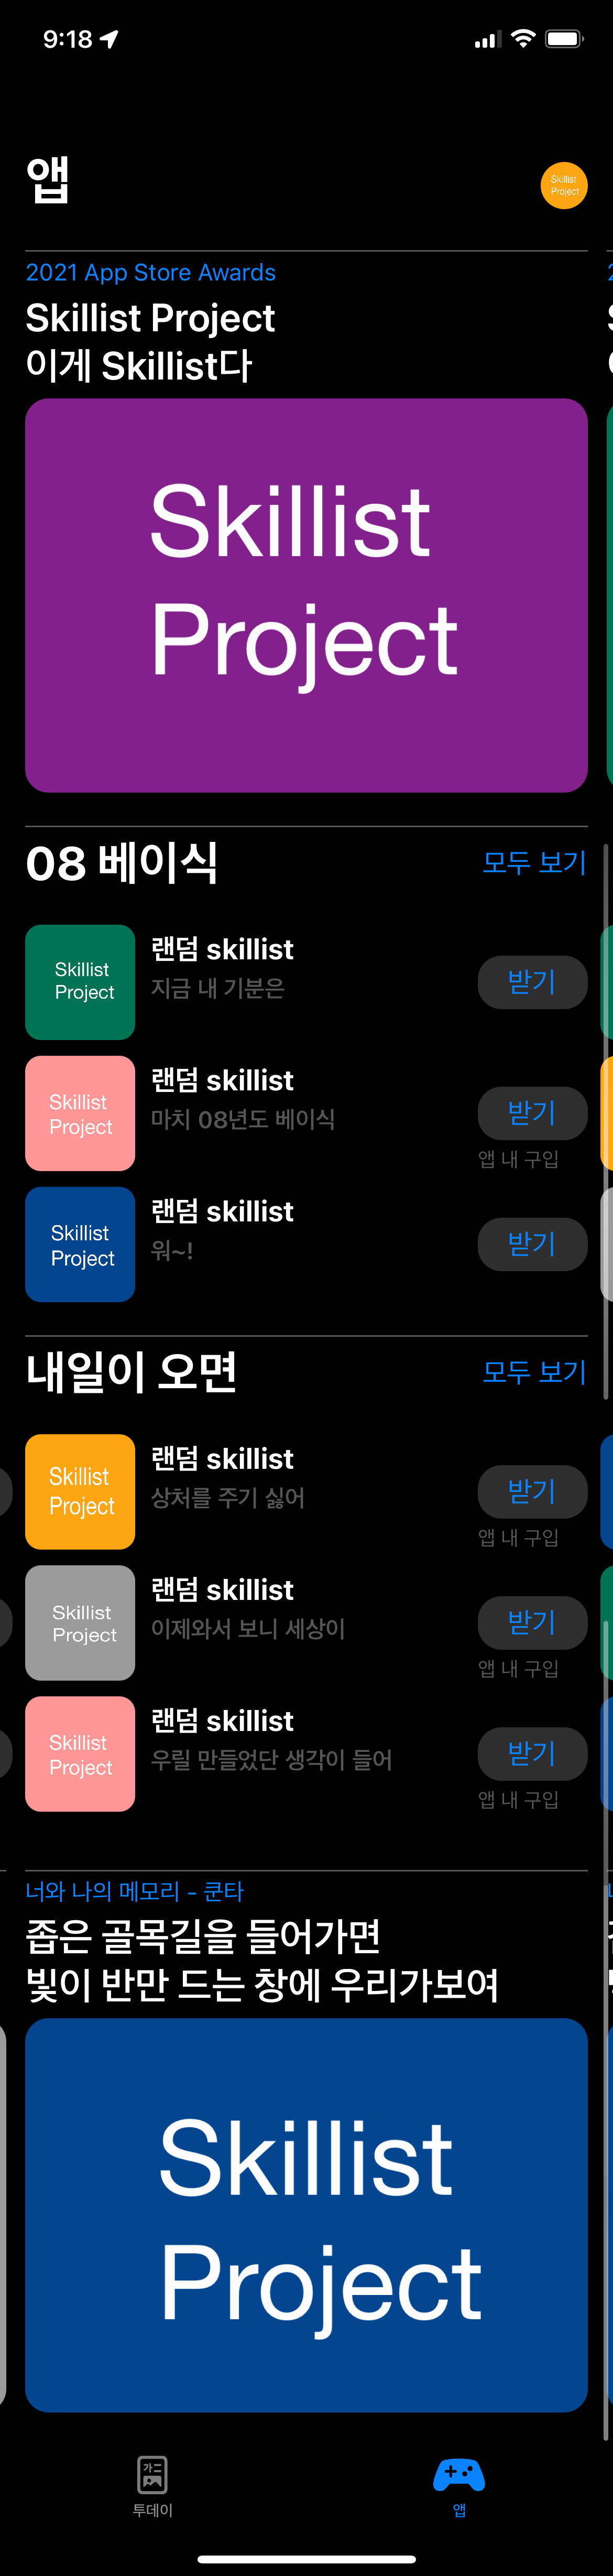 9:18
앱
Skillist
Project
2021 App Store Awards
Skillist Project
이게 Skillist다
Skillist
Project
08 베이식
모두 보기
Skillist
Project
랜덤 skillist
지금 내 기분은
받기
Skillist
Project
랜덤 skillist
마치 08년도 베이식
받기
앱 내 구입
Skillist
Project
랜덤 skillist
워~!
받기
내일이 오면
모두 보기
Skillist
Project
랜덤 skillist
상처를 주기 싫어
받기
앱 내 구입
Skillist
Project
랜덤 skillist
이제와서 보니 세상이
받기
앱 내 구입
Skillist
Project
랜덤 skillist
우릴 만들었단 생각이 들어
받기
앱 내 구입
너와 나의 메모리 - 쿤타
좁은 골목길을 들어가면
빛이 반만 드는 창에 우리가보여
Skillist
Project
투데이
앱